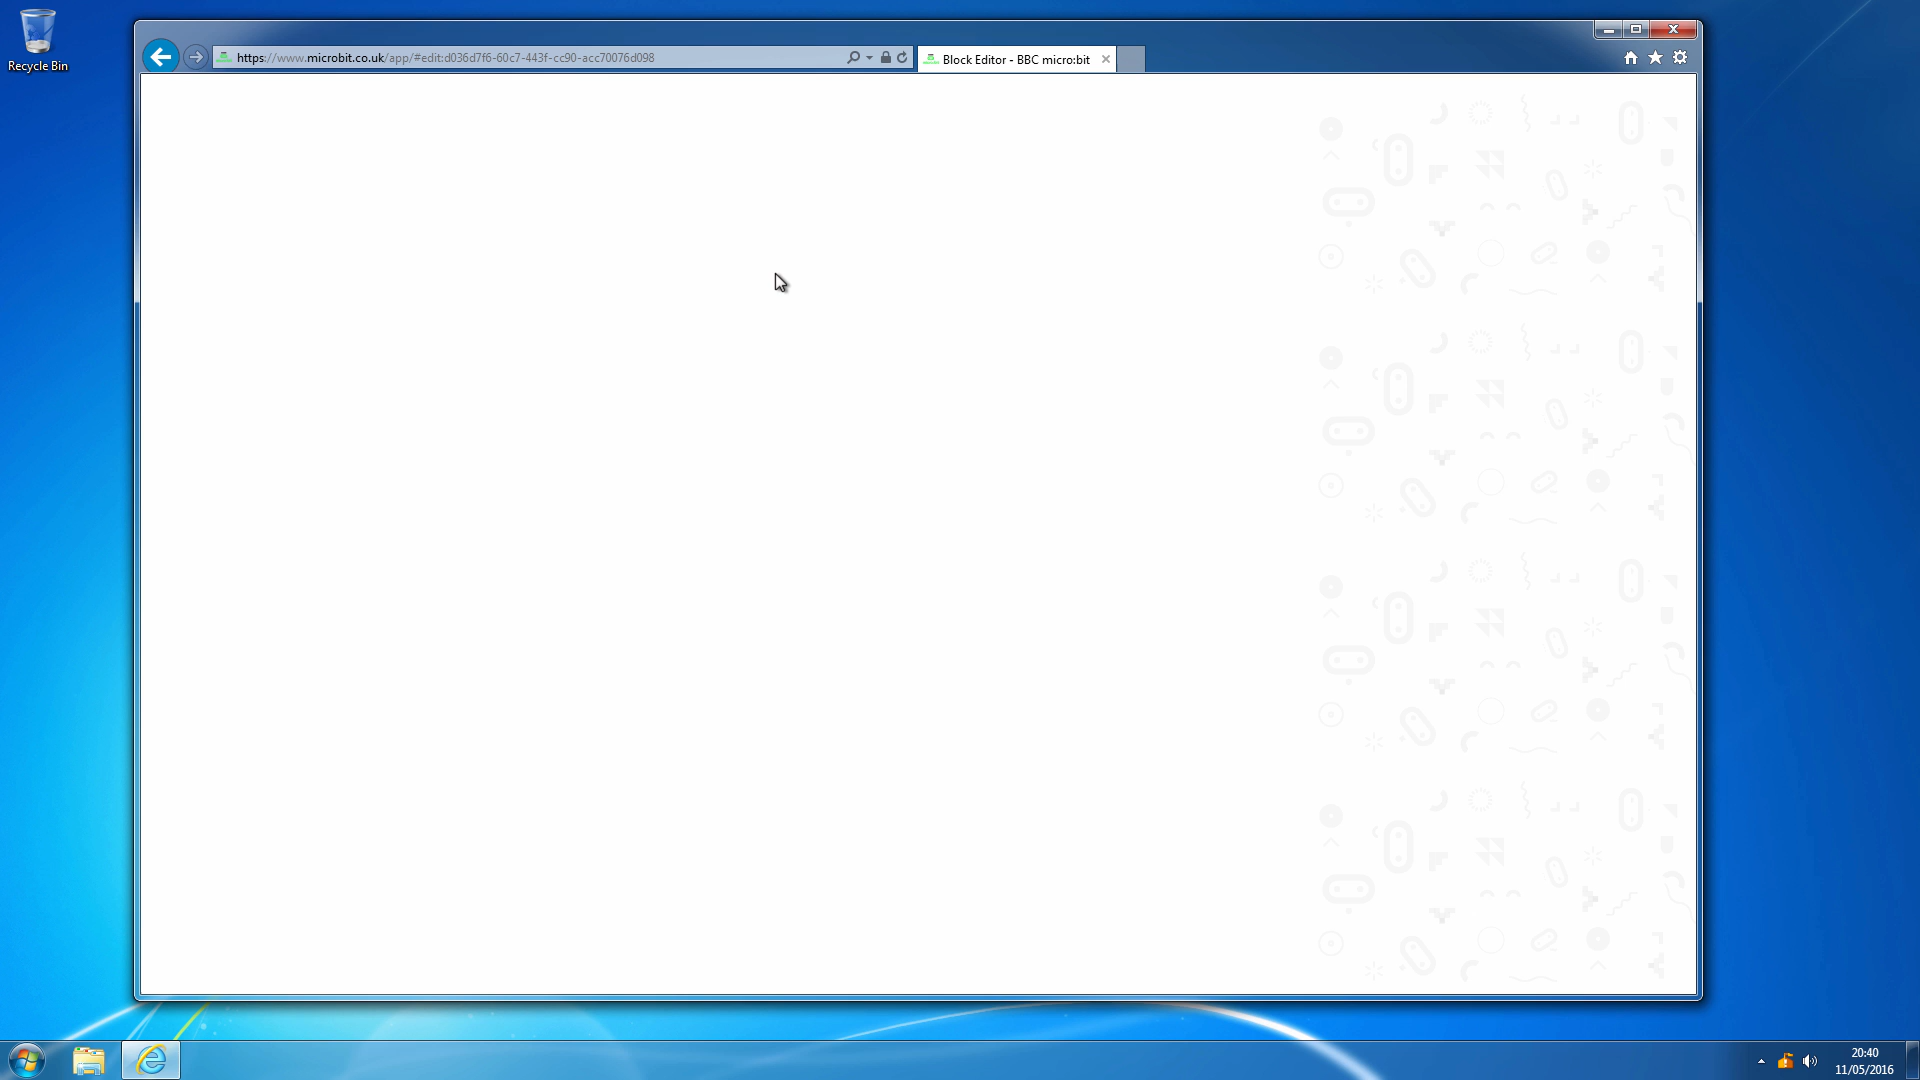 Recycle Bin
https://www.microbit.co.uk/app/#edit:d036d7f6-60c7-443f-cc90-acc70076d098
Block Editor - BBC micro:bit
20:40
11/05/2016